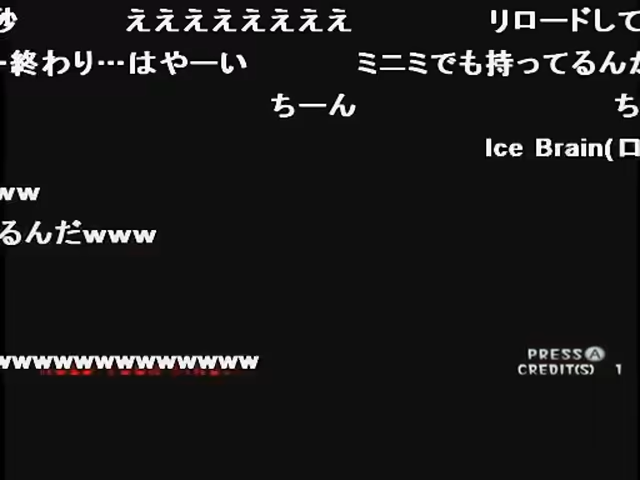 秒 えええええええええ リロードして
ー終わり…はやーい ミニミでも持ってるんか
ちーん ち
Ice Brain(ロ
ww
るんだwww
wwwwwwwwwwwww
PRESS A
CREDIT(S) 1